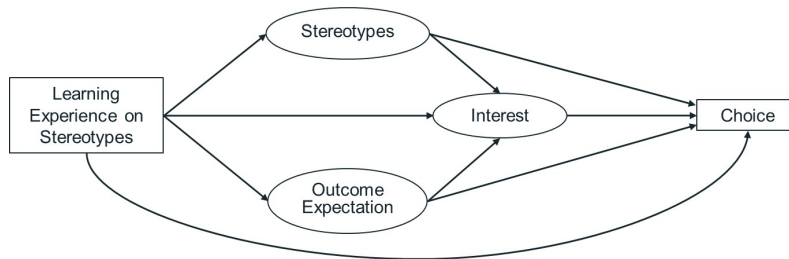 Stereotypes
Learning
Experience on
Stereotypes
Interest
Choice
Outcome
Expectation